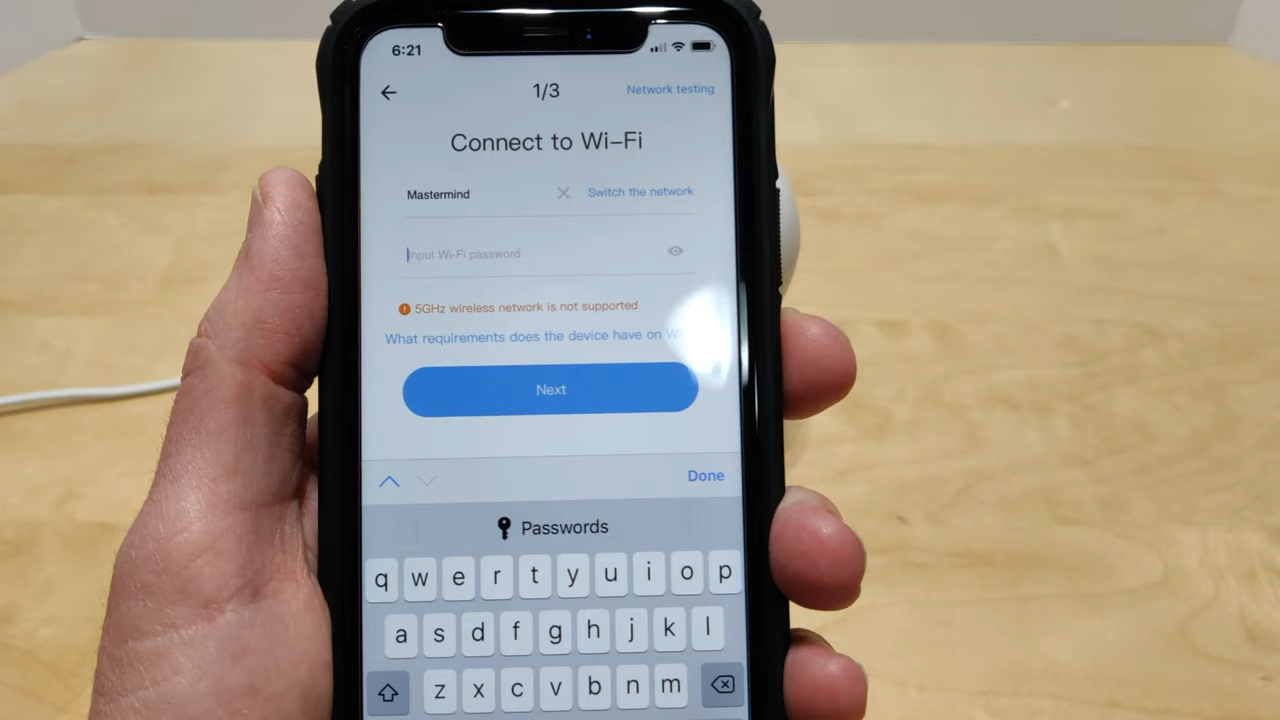 6:21
1/3
Network testing
Connect to Wi-Fi
Mastermind
Switch the network
Input Wi-Fi password
5GHz wireless network is not supported
What requirements does the device have on
Next
Done
Passwords
q w e r t y u i o p
a s d f g h j k l
z x c v b n m